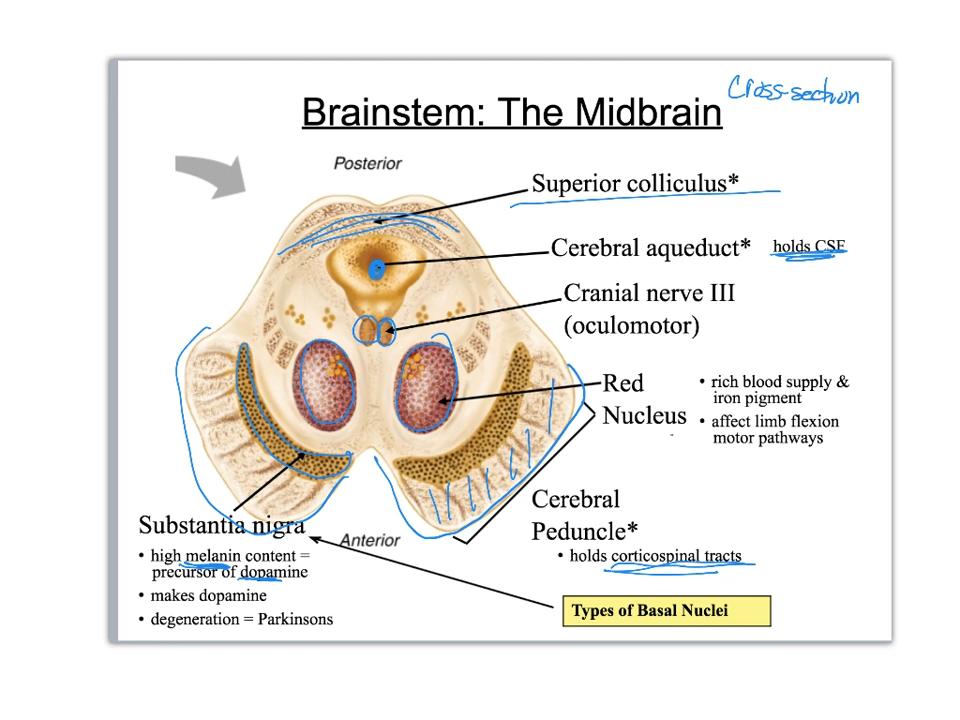 Cross-section
Brainstem: The Midbrain
Posterior
Superior colliculus*
Cerebral aqueduct*
holds CSF
Cranial nerve III
(oculomotor)
Red
Nucleus
• rich blood supply &
iron pigment
• affect limb flexion
motor pathways
Cerebral
Peduncle*
• holds corticospinal tracts
Substantia nigra
• high melanin content =
precursor of dopamine
• makes dopamine
• degeneration = Parkinsons
Anterior
Types of Basal Nuclei